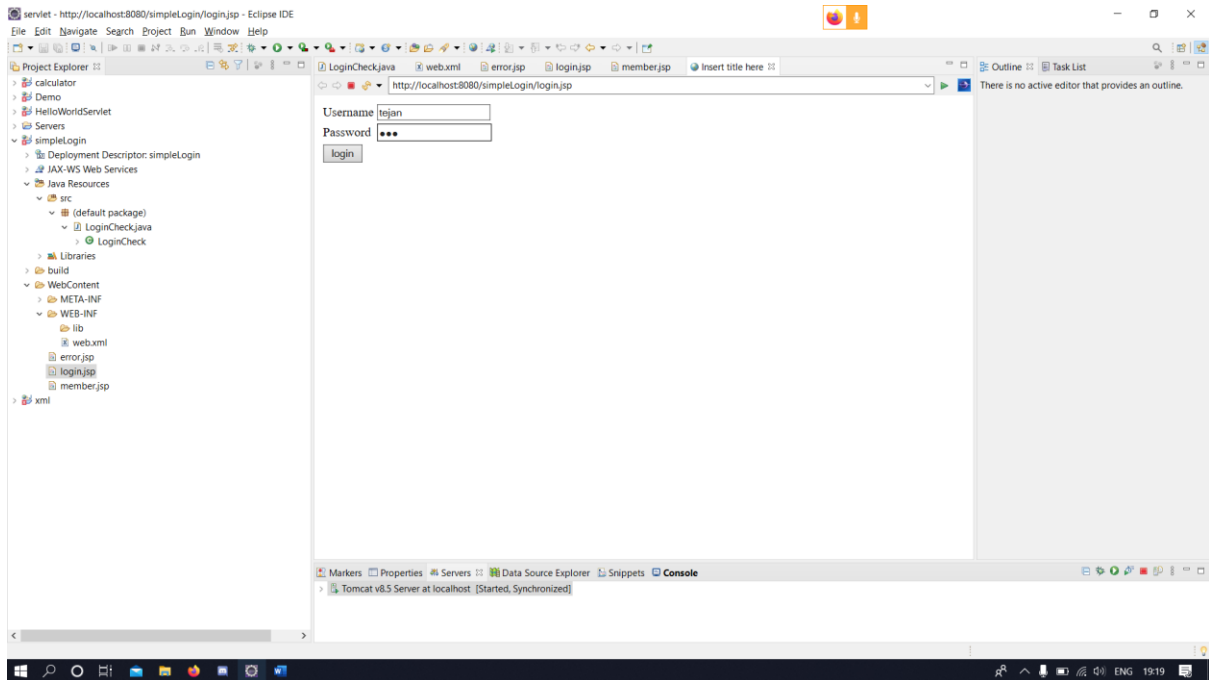 servlet - http://localhost:8080/simpleLogin/login.jsp - Eclipse IDE
File Edit Navigate Search Project Run Window Help
Project Explorer
calculator
Demo
HelloWorldServlet
Servers
simpleLogin
Deployment Descriptor: simpleLogin
JAX-WS Web Services
Java Resources
src
(default package)
LoginCheck.java
LoginCheck
Libraries
build
WebContent
META-INF
WEB-INF
lib
web.xml
error.jsp
login.jsp
member.jsp
xml
LoginCheck.java web.xml error.jsp login.jsp member.jsp Insert title here
http://localhost:8080/simpleLogin/login.jsp
Username tejan
Password •••
login
Outline Task List
There is no active editor that provides an outline.
Markers Properties Servers Data Source Explorer Snippets Console
Tomcat v8.5 Server at localhost [Started, Synchronized]
ENG 19:19